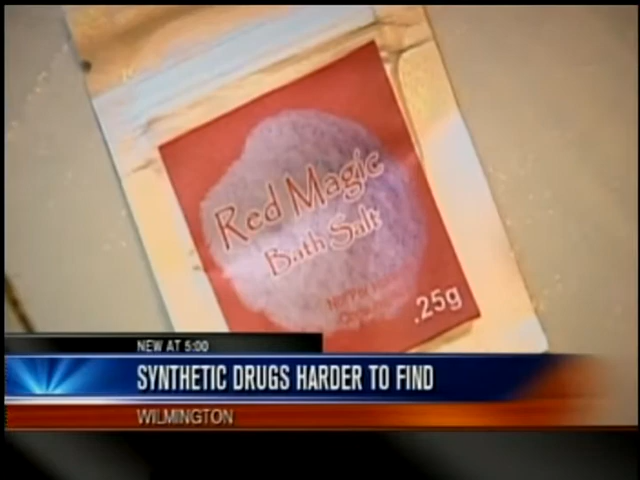 Red Magic
Bath Salt
.25g
NEW AT 5:00
SYNTHETIC DRUGS HARDER TO FIND
WILMINGTON